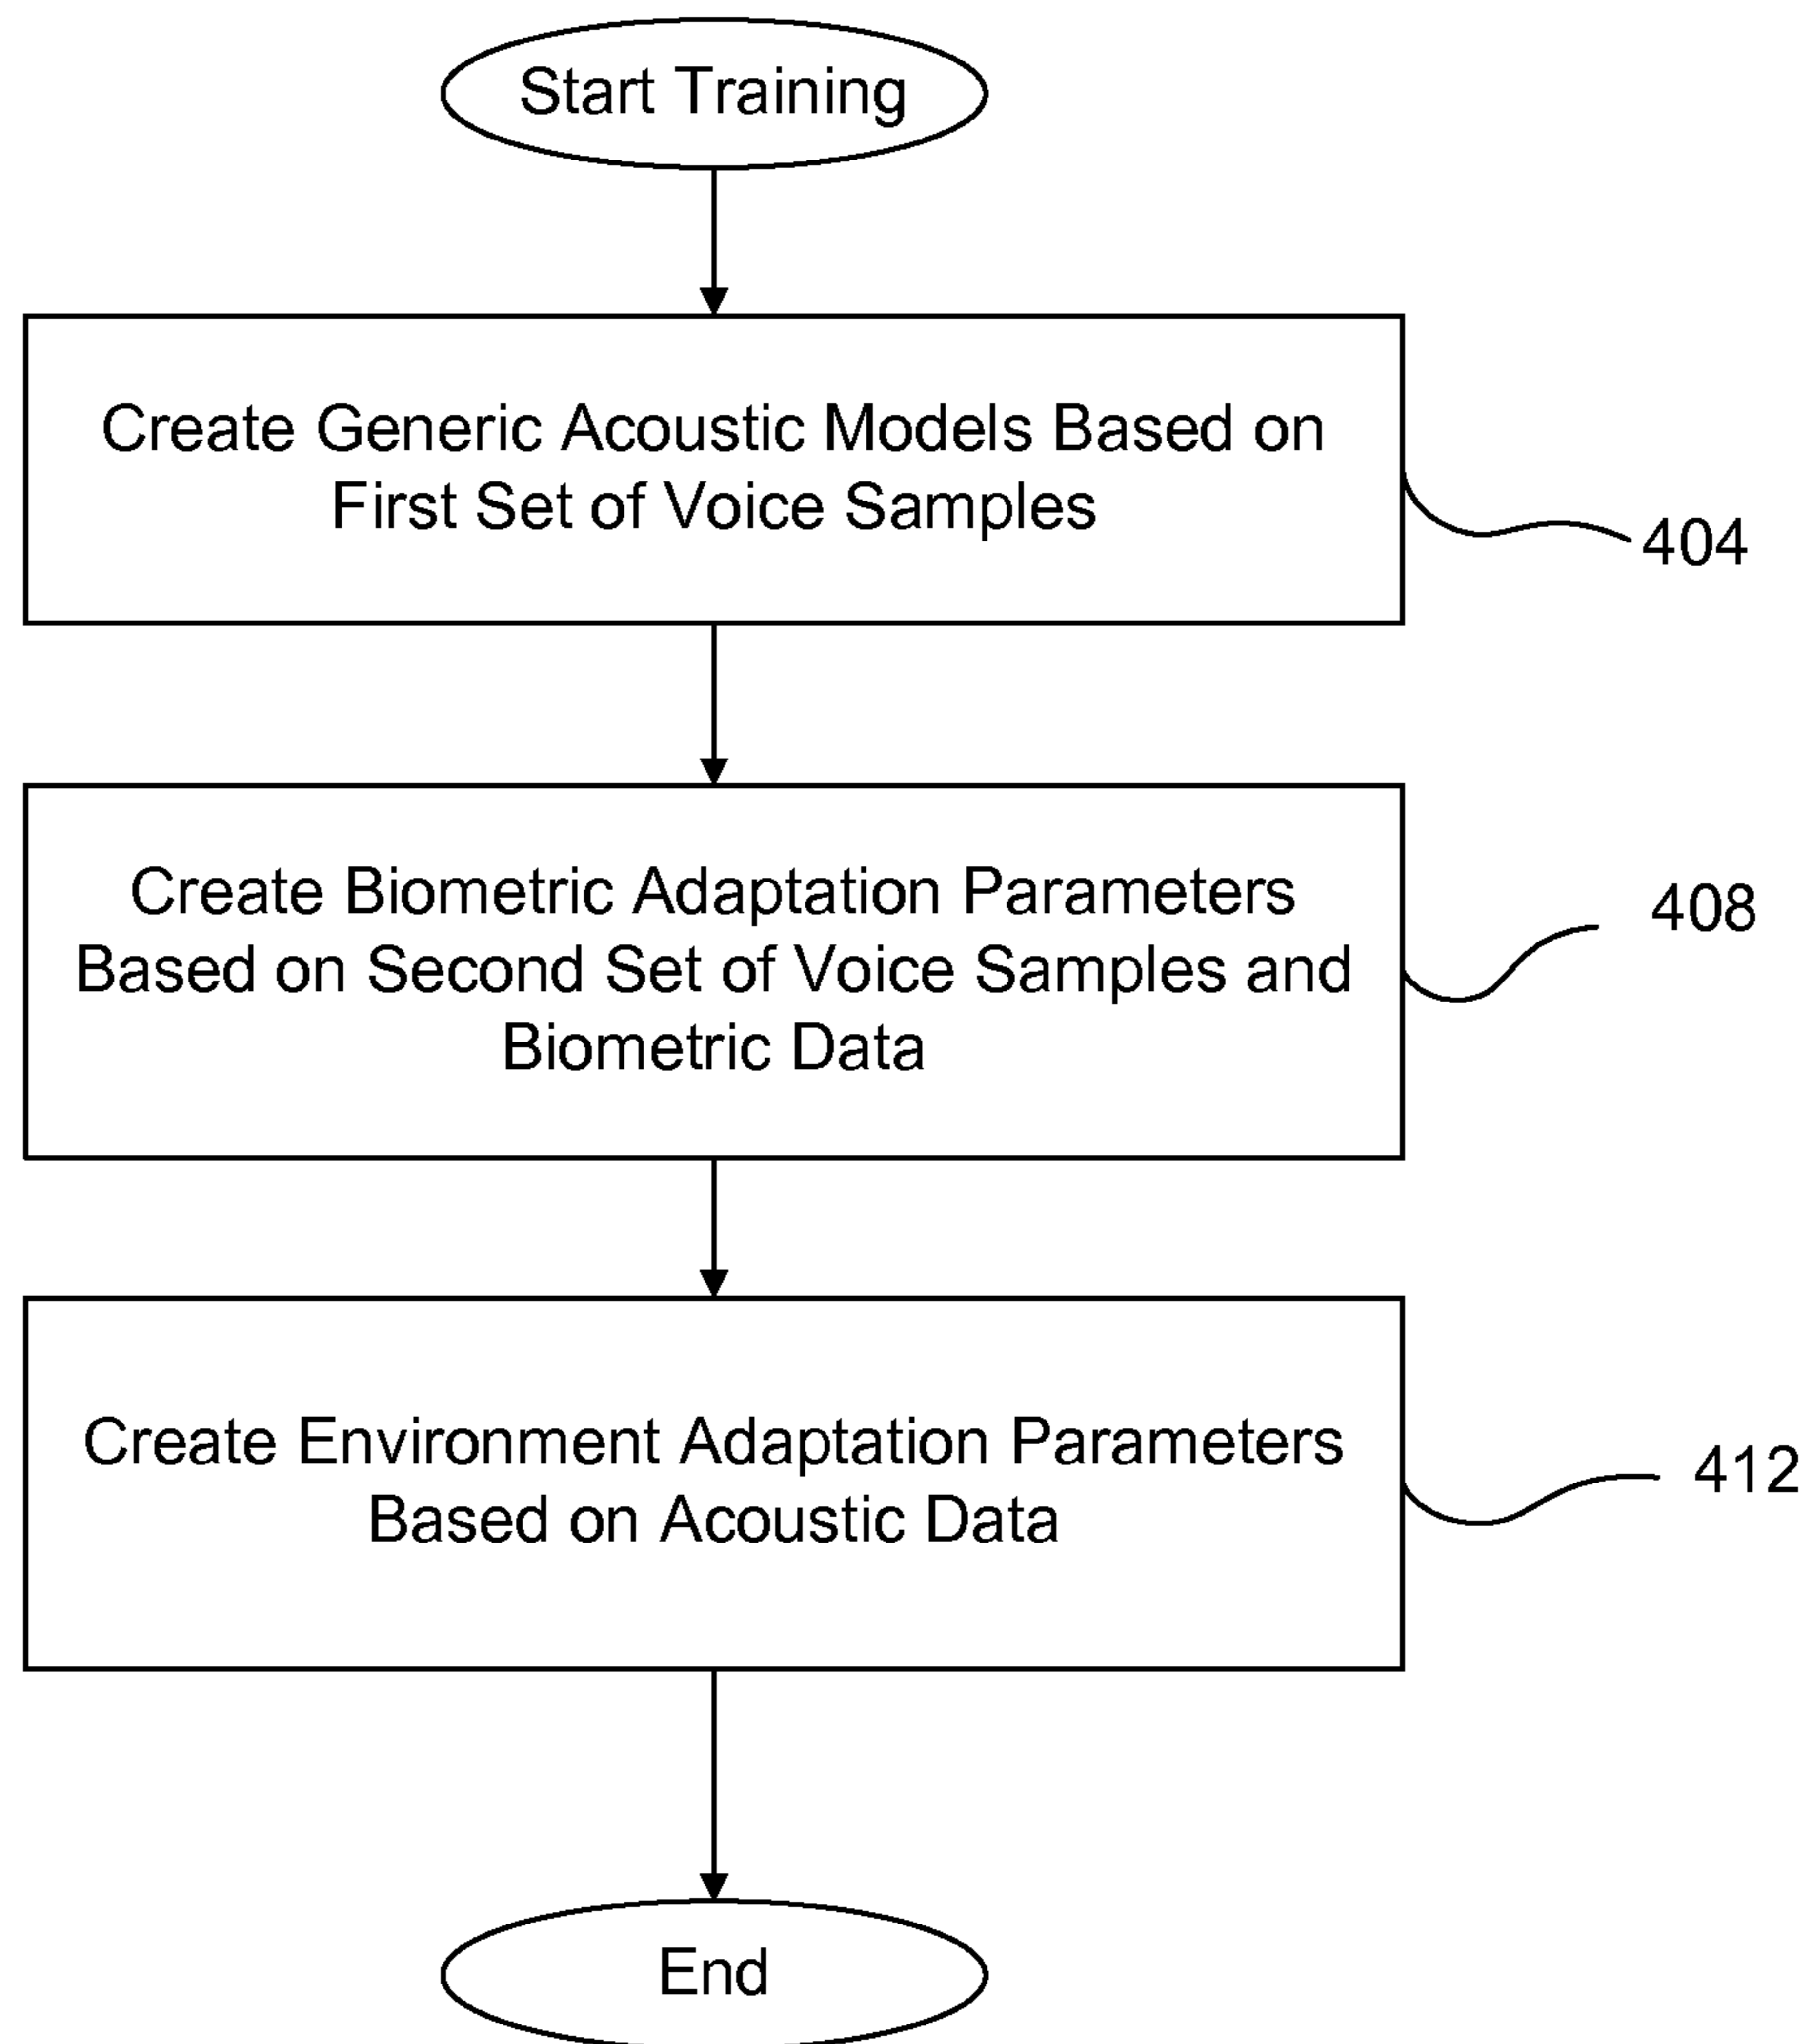 Start Training
Create Generic Acoustic Models Based on
First Set of Voice Samples
404
Create Biometric Adaptation Parameters
Based on Second Set of Voice Samples and
Biometric Data
408
Create Environment Adaptation Parameters
Based on Acoustic Data
412
End